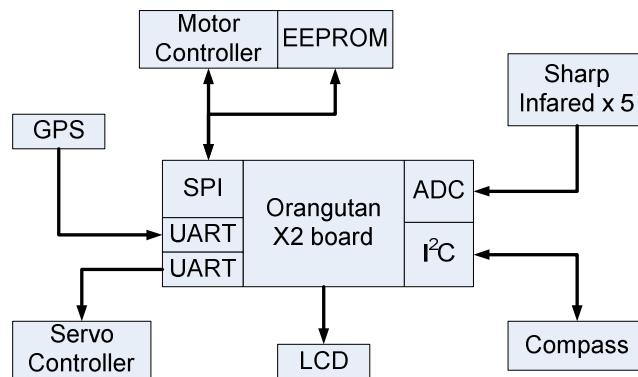 Motor
Controller
EEPROM
Sharp
Infared x 5
GPS
SPI
UART
UART
Orangutan
X2 board
ADC
I²C
Servo
Controller
LCD
Compass